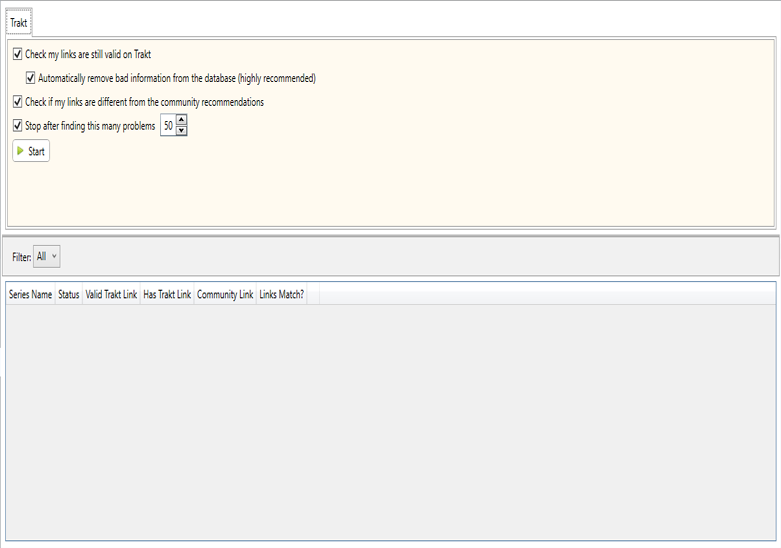 Trakt
Check my links are still valid on Trakt
Automatically remove bad information from the database (highly recommended)
Check if my links are different from the community recommendations
Stop after finding this many problems 50
Start
Filter: All
Series Name Status Valid Trakt Link Has Trakt Link Community Link Links Match?